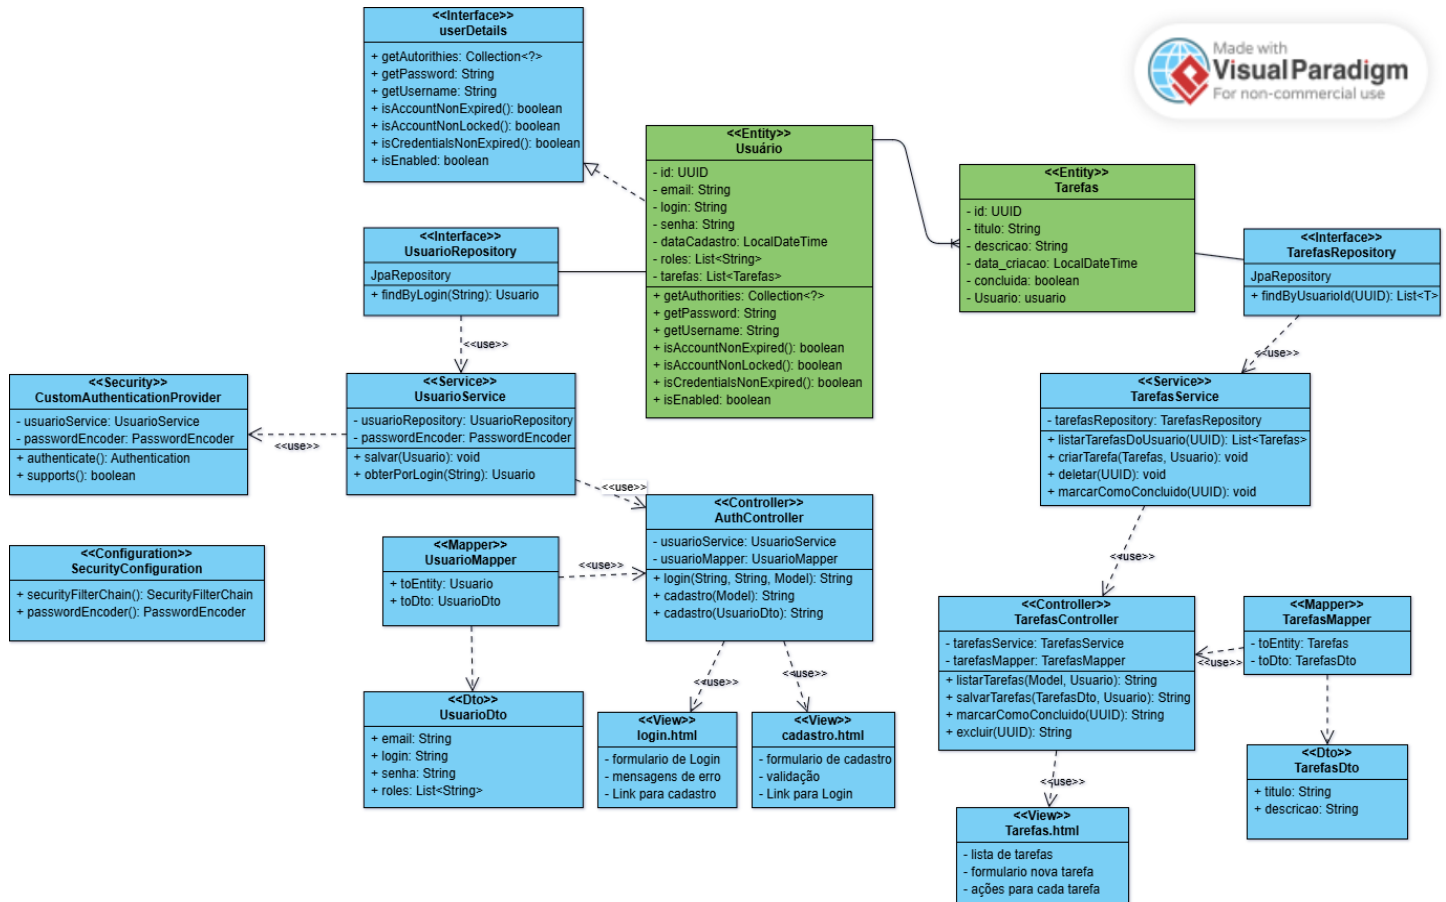 <<Interface>>
userDetails
+ getAutorithies: Collection<?>
+ getPassword: String
+ getUsername: String
+ isAccountNonExpired(): boolean
+ isAccountNonLocked(): boolean
+ isCredentialsNonExpired(): boolean
+ isEnabled: boolean
Made with
Visual Paradigm
For non-commercial use
<<Entity>>
Usuário
- id: UUID
- email: String
- login: String
- senha: String
- dataCadastro: LocalDateTime
- roles: List<String>
- tarefas: List<Tarefas>
+ getAuthorities: Collection<?>
+ getPassword: String
+ getUsername: String
+ isAccountNonExpired(): boolean
+ isAccountNonLocked(): boolean
+ isCredentialsNonExpired(): boolean
+ isEnabled: boolean
<<Entity>>
Tarefas
- id: UUID
- titulo: String
- descricao: String
- data_criacao: LocalDateTime
- concluida: boolean
- Usuario: usuario
<<Interface>>
UsuarioRepository
JpaRepository
+ findByLogin(String): Usuario
<<Interface>>
TarefasRepository
JpaRepository
+ findByUsuarioId(UUID): List<T>
<<use>>
<<use>>
<<Security>>
CustomAuthenticationProvider
- usuarioService: UsuarioService
- passwordEncoder: PasswordEncoder
+ authenticate(): Authentication
+ supports(): boolean
<<use>>
<<Service>>
UsuarioService
- usuarioRepository: UsuarioRepository
- passwordEncoder: PasswordEncoder
+ salvar(Usuario): void
+ obterPorLogin(String): Usuario
<<use>>
<<Service>>
TarefasService
- tarefasRepository: TarefasRepository
+ listarTarefasDoUsuario(UUID): List<Tarefas>
+ criarTarefa(Tarefas, Usuario): void
+ deletar(UUID): void
+ marcarComoConcluido(UUID): void
<<use>>
<<Configuration>>
SecurityConfiguration
+ securityFilterChain(): SecurityFilterChain
+ passwordEncoder(): PasswordEncoder
<<Mapper>>
UsuarioMapper
+ toEntity: Usuario
+ toDto: UsuarioDto
<<use>>
<<Controller>>
AuthController
- usuarioService: UsuarioService
- usuarioMapper: UsuarioMapper
+ login(String, String, Model): String
+ cadastro(Model): String
+ cadastro(UsuarioDto): String
<<use>>
<<use>>
<<Controller>>
TarefasController
- tarefasService: TarefasService
- tarefasMapper: TarefasMapper
+ listarTarefas(Model, Usuario): String
+ salvarTarefas(TarefasDto, Usuario): String
+ marcarComoConcluido(UUID): String
+ excluir(UUID): String
<<use>>
<<Mapper>>
TarefasMapper
- toEntity: Tarefas
- toDto: TarefasDto
<<Dto>>
UsuarioDto
+ email: String
+ login: String
+ senha: String
+ roles: List<String>
<<View>>
login.html
- formulario de Login
- mensagens de erro
- Link para cadastro
<<View>>
cadastro.html
- formulario de cadastro
- validação
- Link para Login
<<use>>
<<Dto>>
TarefasDto
+ titulo: String
+ descricao: String
<<View>>
Tarefas.html
- lista de tarefas
- formulario nova tarefa
- ações para cada tarefa